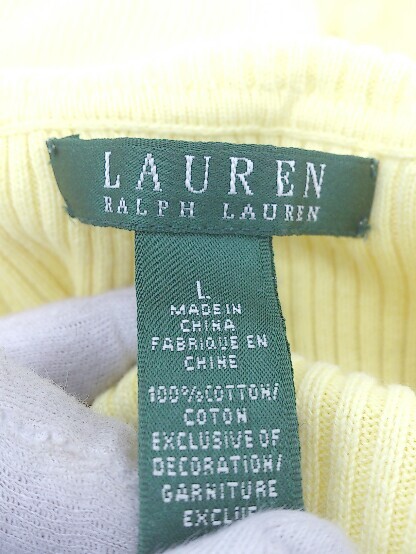 LAUREN
RALPH LAUREN
L
MADE IN
CHINA
FABRIQUE EN
CHINE
100% COTTON/
COTON
EXCLUSIVE OF
DECORATION/
GARNITURE